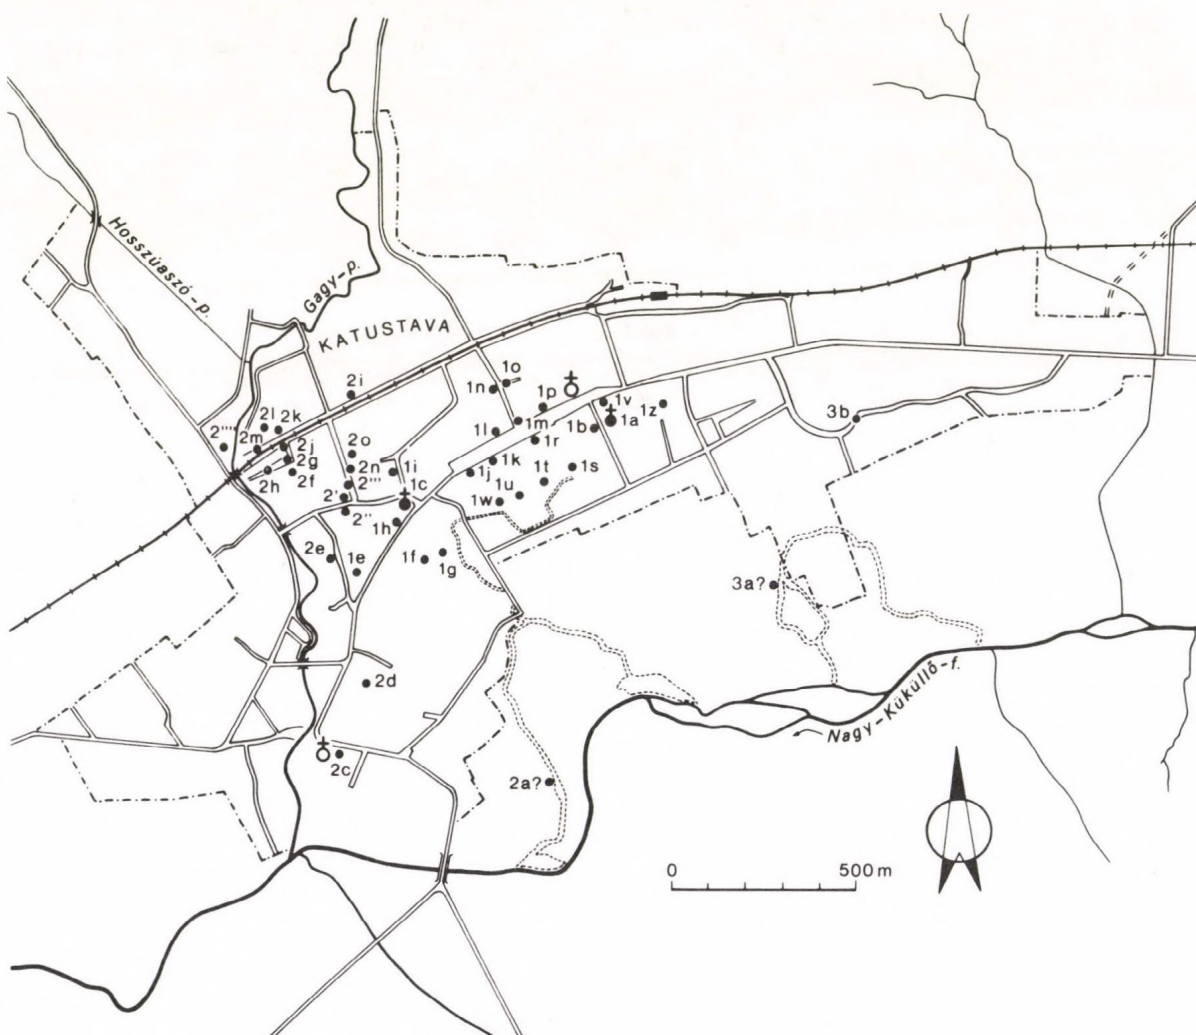 Hosszúaszó-p.
Gagy-p.
KATUSTAVA
2i
1o
1n
1p
1v
1a
1z
3b
2l
2k
2'''
2m
2j
2o
1l
1m
1b
1r
2g
2h
2f
2n
1i
1k
1j
1t
1s
2'''
1c
1u
2'
1w
2''
1h
2e
1e
1f
1g
3a?
2d
Nagy-Küküllő-f.
2c
2a?
0
500 m